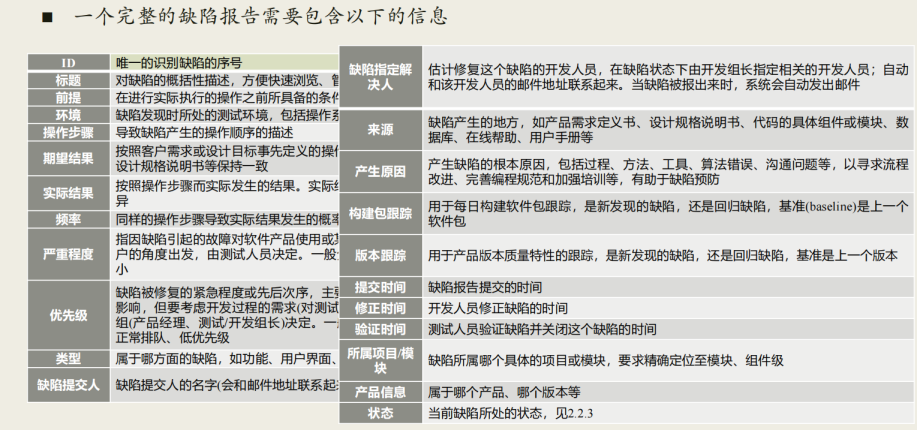 ■ 一个完整的缺陷报告需要包含以下的信息
ID 唯一的识别缺陷的序号
标题 对缺陷的概括性描述，方便快速浏览、管
前提 在进行实际执行的操作之前所具备的条件
环境 缺陷发现时所处的测试环境，包括操作系
操作步骤 导致缺陷产生的操作顺序的描述
期望结果 按照客户需求或设计目标事先定义的操作
设计规格说明书等保持一致
实际结果 按照操作步骤而实际发生的结果。实际结
异
频率 同样的操作步骤导致实际结果发生的概率
严重程度 指因缺陷引起的故障对软件产品使用或某
户的角度出发，由测试人员决定。一般
小
优先级 缺陷被修复的紧急程度或先后次序，主要
影响，但要考虑开发过程的需求(对测试
组(产品经理、测试/开发组长)决定。一般
正常排队、低优先级
类型 属于哪方面的缺陷，如功能、用户界面、
缺陷提交人 缺陷提交人的名字(会和邮件地址联系起来
缺陷指定解
决人
估计修复这个缺陷的开发人员，在缺陷状态下由开发组长指定相关的开发人员；自动
和该开发人员的邮件地址联系起来。当缺陷被报出来时，系统会自动发出邮件
来源 缺陷产生的地方，如产品需求定义书、设计规格说明书、代码的具体组件或模块、数
据库、在线帮助、用户手册等
产生原因 产生缺陷的根本原因，包括过程、方法、工具、算法错误、沟通问题等，以寻求流程
改进、完善编程规范和加强培训等，有助于缺陷预防
构建包跟踪 用于每日构建软件包跟踪，是新发现的缺陷，还是回归缺陷，基准(baseline)是上一个
软件包
版本跟踪 用于产品版本质量特性的跟踪，是新发现的缺陷，还是回归缺陷，基准是上一个版本
提交时间 缺陷报告提交的时间
修正时间 开发人员修正缺陷的时间
验证时间 测试人员验证缺陷并关闭这个缺陷的时间
所属项目/模
块
缺陷所属哪个具体的项目或模块，要求精确定位至模块、组件级
产品信息 属于哪个产品、哪个版本等
状态 当前缺陷所处的状态，见2.2.3